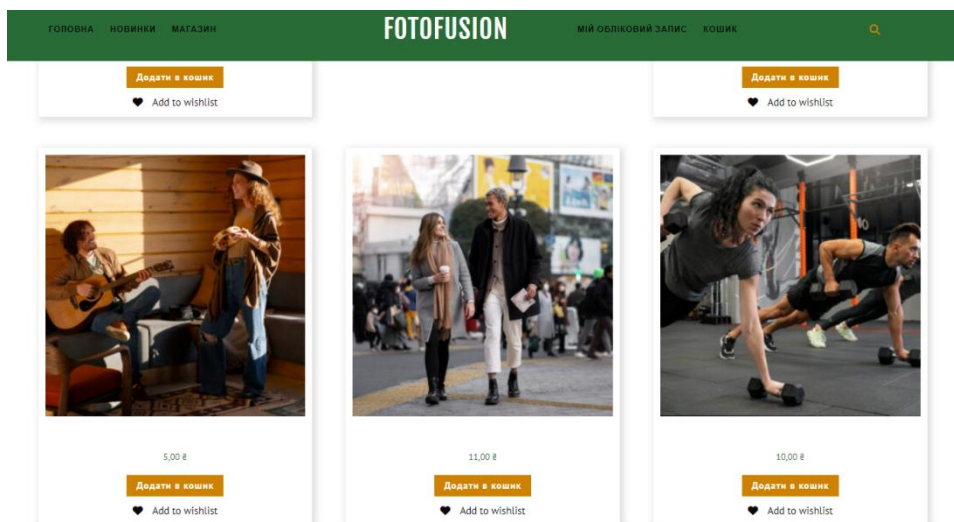 ГОЛОВНА НОВИНКИ МАГАЗИН FOTOFUSION МІЙ ОБЛІКОВИЙ ЗАПИС КОШИК
Додати в кошик Додати в кошик
Add to wishlist Add to wishlist
5,00 ₴ 11,00 ₴ 10,00 ₴
Додати в кошик Додати в кошик Додати в кошик
Add to wishlist Add to wishlist Add to wishlist